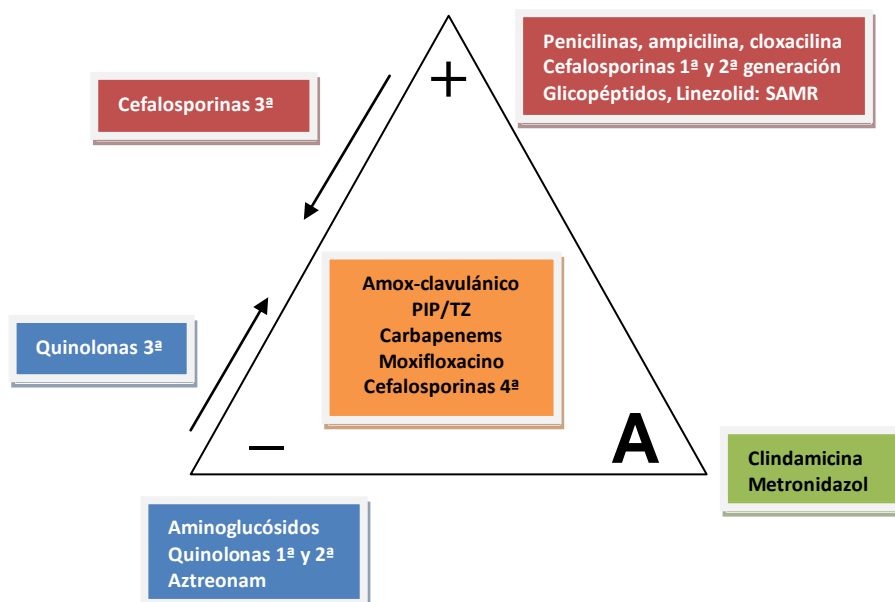 Penicilinas, ampicilina, cloxacilina
Cefalosporinas 1ª y 2ª generación
Glicopéptidos, Linezolid: SAMR
+
Cefalosporinas 3ª
Amox-clavulánico
PIP/TZ
Carbapenems
Moxifloxacino
Cefalosporinas 4ª
Quinolonas 3ª
–
A
Clindamicina
Metronidazol
Aminoglucósidos
Quinolonas 1ª y 2ª
Aztreonam